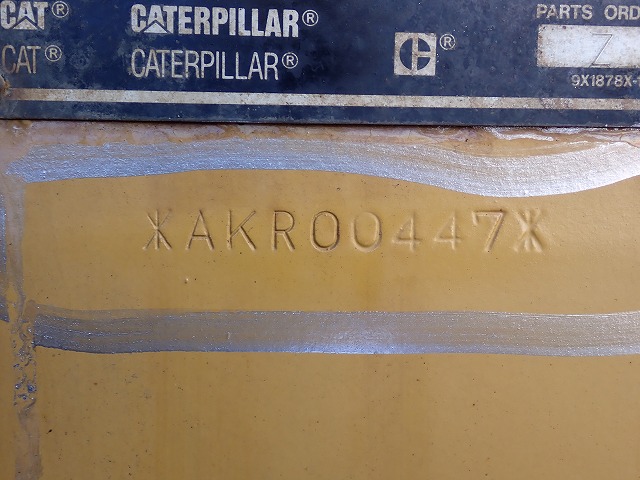 CAT® CATERPILLAR® PARTS ORD
CAT® CATERPILLAR® Z
9X1878X-
*AKR00447*